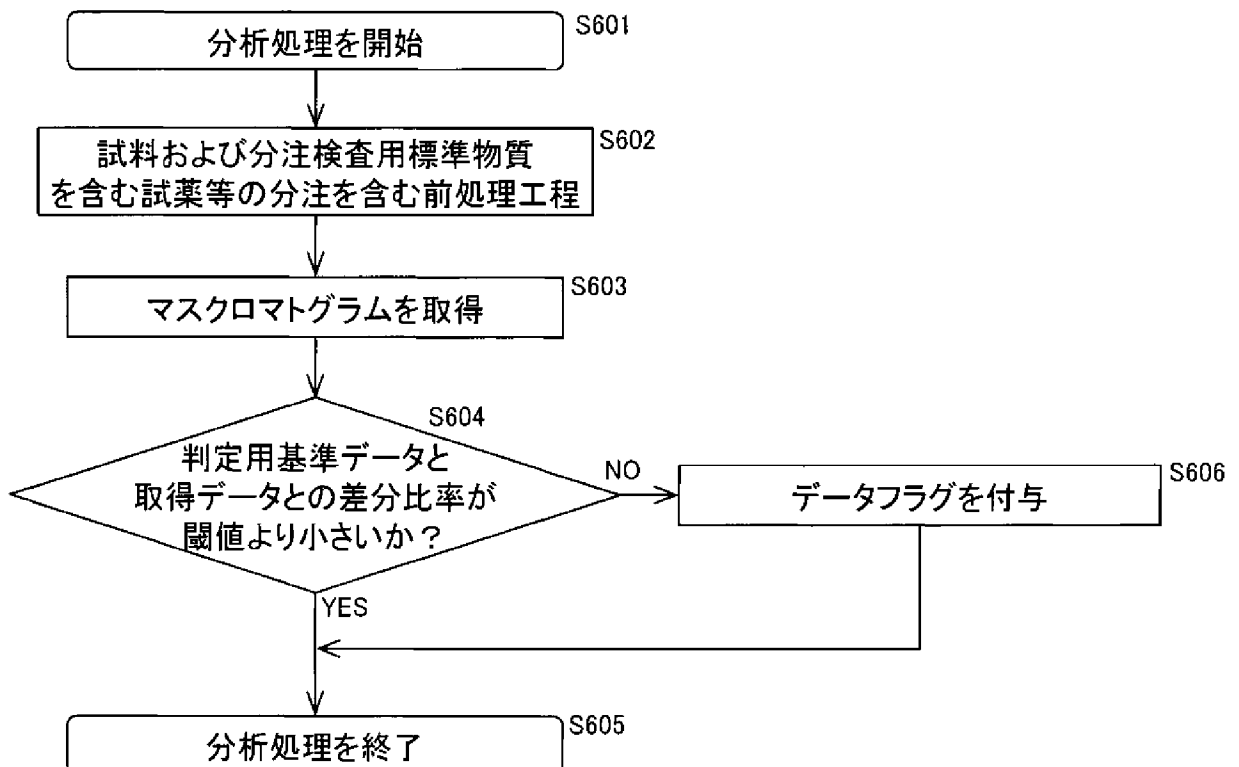 分析処理を開始
S601
試料および分注検査用標準物質
を含む試薬等の分注を含む前処理工程
S602
マスクロマトグラムを取得
S603
S604
判定用基準データと
取得データとの差分比率が
閾値より小さいか?
NO
YES
データフラグを付与
S606
分析処理を終了
S605